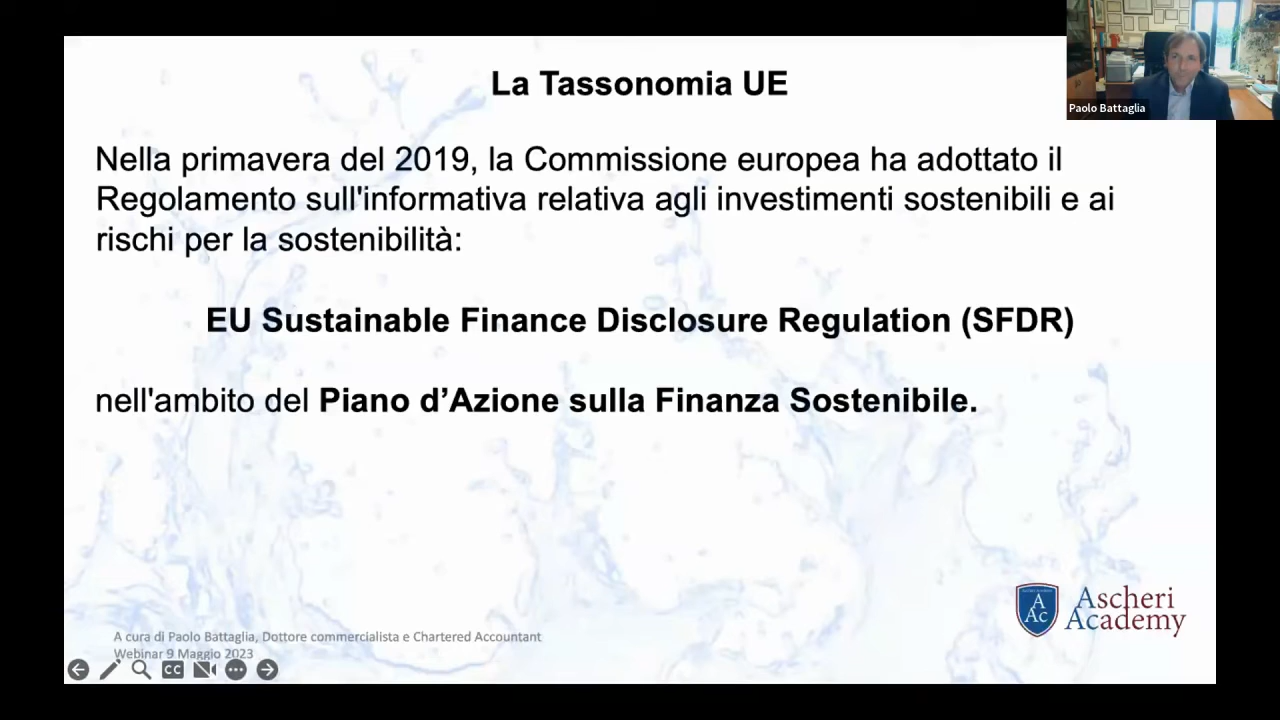 La Tassonomia UE
Paolo Battaglia
Nella primavera del 2019, la Commissione europea ha adottato il
Regolamento sull'informativa relativa agli investimenti sostenibili e ai
rischi per la sostenibilità:
EU Sustainable Finance Disclosure Regulation (SFDR)
nell'ambito del Piano d’Azione sulla Finanza Sostenibile.
A Ac
Ascheri
Academy
A cura di Paolo Battaglia, Dottore commercialista e Chartered Accountant
Webinar 9 Maggio 2023
CC